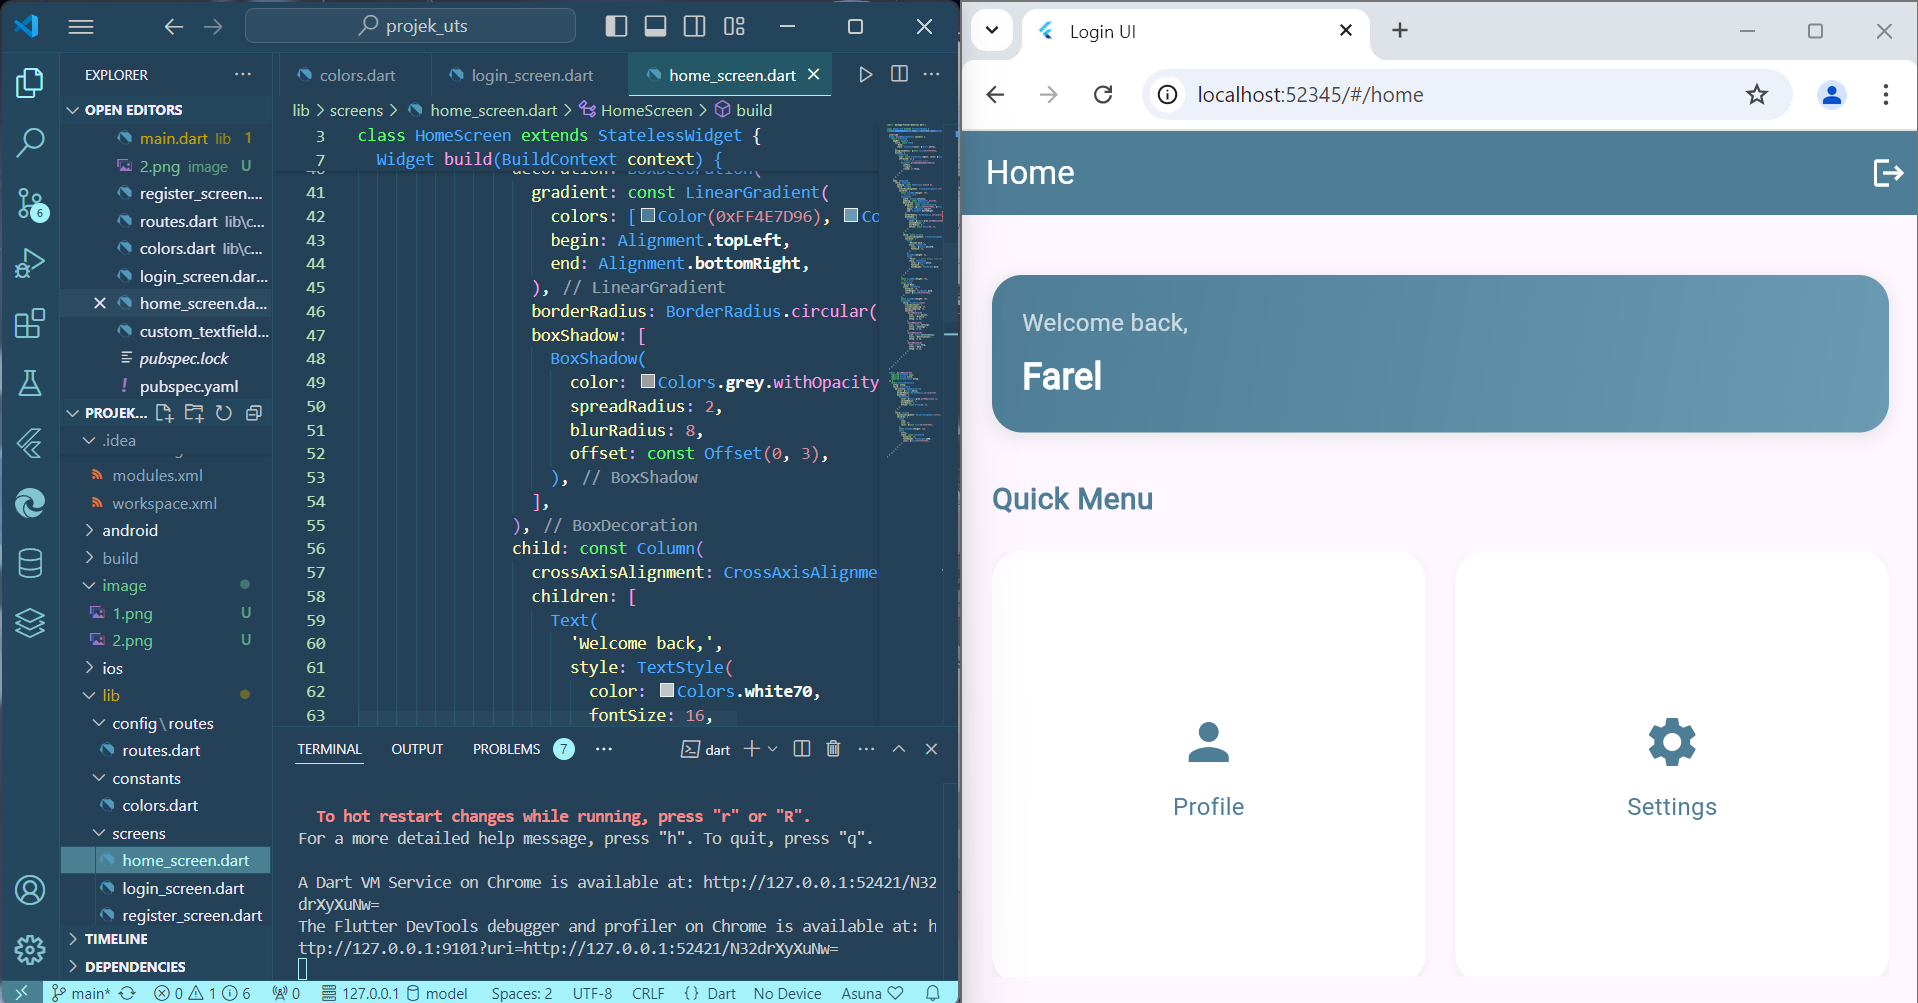 projek_uts
EXPLORER
OPEN EDITORS
main.dart lib 1
2.png image U
register_screen....
routes.dart lib\c...
colors.dart lib\c...
login_screen.dar...
home_screen.da...
custom_textfield...
pubspec.lock
! pubspec.yaml
PROJEK...
.idea
modules.xml
workspace.xml
android
build
image
1.png U
2.png U
ios
lib
config\routes
routes.dart
constants
colors.dart
screens
home_screen.dart
login_screen.dart
register_screen.dart
TIMELINE
DEPENDENCIES
6
colors.dart
login_screen.dart
home_screen.dart
lib > screens > home_screen.dart > HomeScreen > build
3 class HomeScreen extends StatelessWidget {
7 Widget build(BuildContext context) {
40 decoration: BoxDecoration(
41 gradient: const LinearGradient(
42 colors: [Color(0xFF4E7D96), Co
43 begin: Alignment.topLeft,
44 end: Alignment.bottomRight,
45 ), // LinearGradient
46 borderRadius: BorderRadius.circular(
47 boxShadow: [
48 BoxShadow(
49 color: Colors.grey.withOpacity
50 spreadRadius: 2,
51 blurRadius: 8,
52 offset: const Offset(0, 3),
53 ), // BoxShadow
54 ],
55 ), // BoxDecoration
56 child: const Column(
57 crossAxisAlignment: CrossAxisAlignme
58 children: [
59 Text(
60 'Welcome back,',
61 style: TextStyle(
62 color: Colors.white70,
63 fontSize: 16,
TERMINAL OUTPUT PROBLEMS 7
dart
To hot restart changes while running, press "r" or "R".
For a more detailed help message, press "h". To quit, press "q".
A Dart VM Service on Chrome is available at: http://127.0.0.1:52421/N32
drXyXuNw=
The Flutter DevTools debugger and profiler on Chrome is available at: h
ttp://127.0.0.1:9101?uri=http://127.0.0.1:52421/N32drXyXuNw=
main* 0 1 6 0 127.0.0.1 model Spaces: 2 UTF-8 CRLF {} Dart No Device Asuna
Login UI
localhost:52345/#/home
Home
Welcome back,
Farel
Quick Menu
Profile
Settings